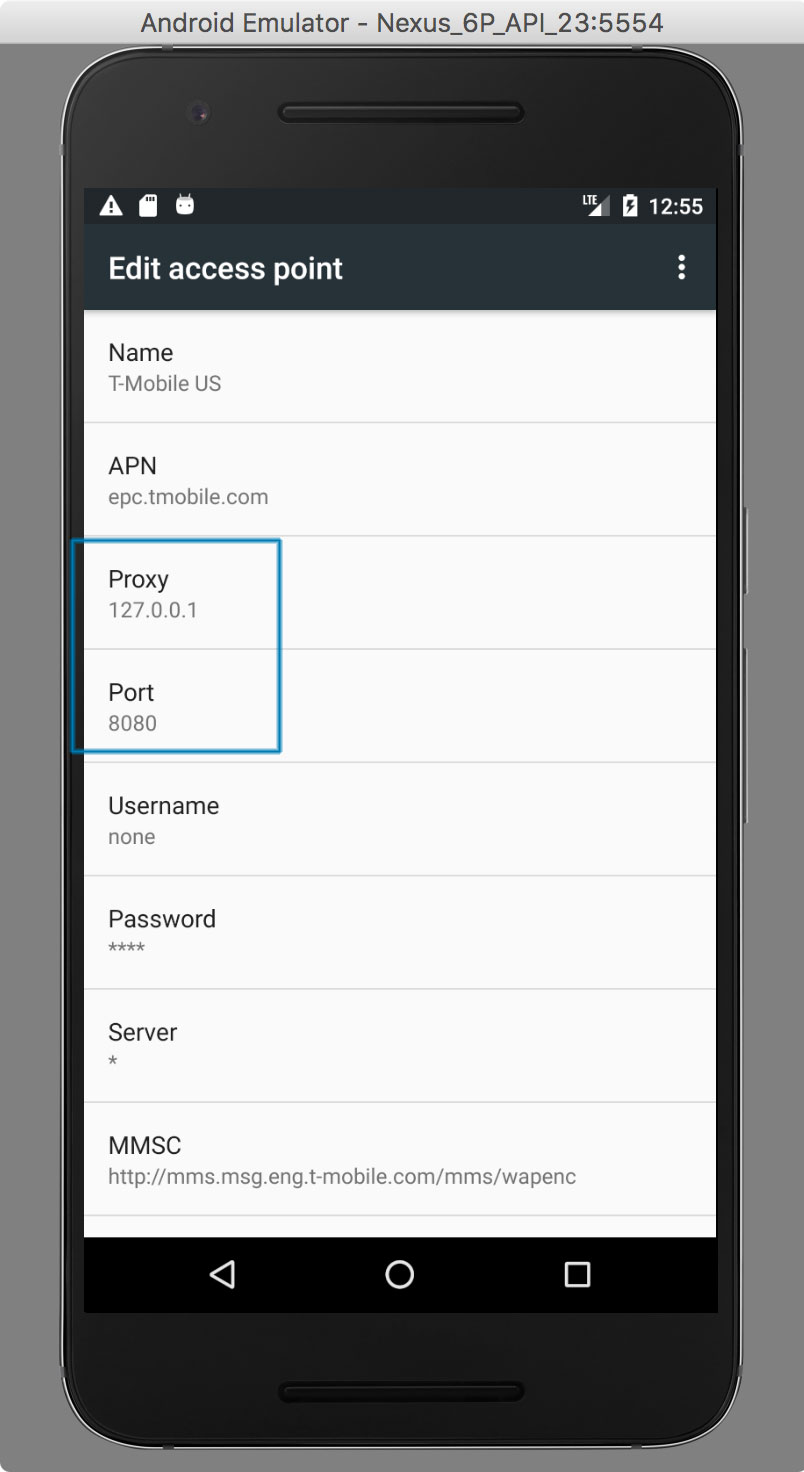 Android Emulator - Nexus_6P_API_23:5554
LTE 12:55
Edit access point
Name
T-Mobile US
APN
epc.tmobile.com
Proxy
127.0.0.1
Port
8080
Username
none
Password
****
Server
*
MMSC
http://mms.msg.eng.t-mobile.com/mms/wapenc